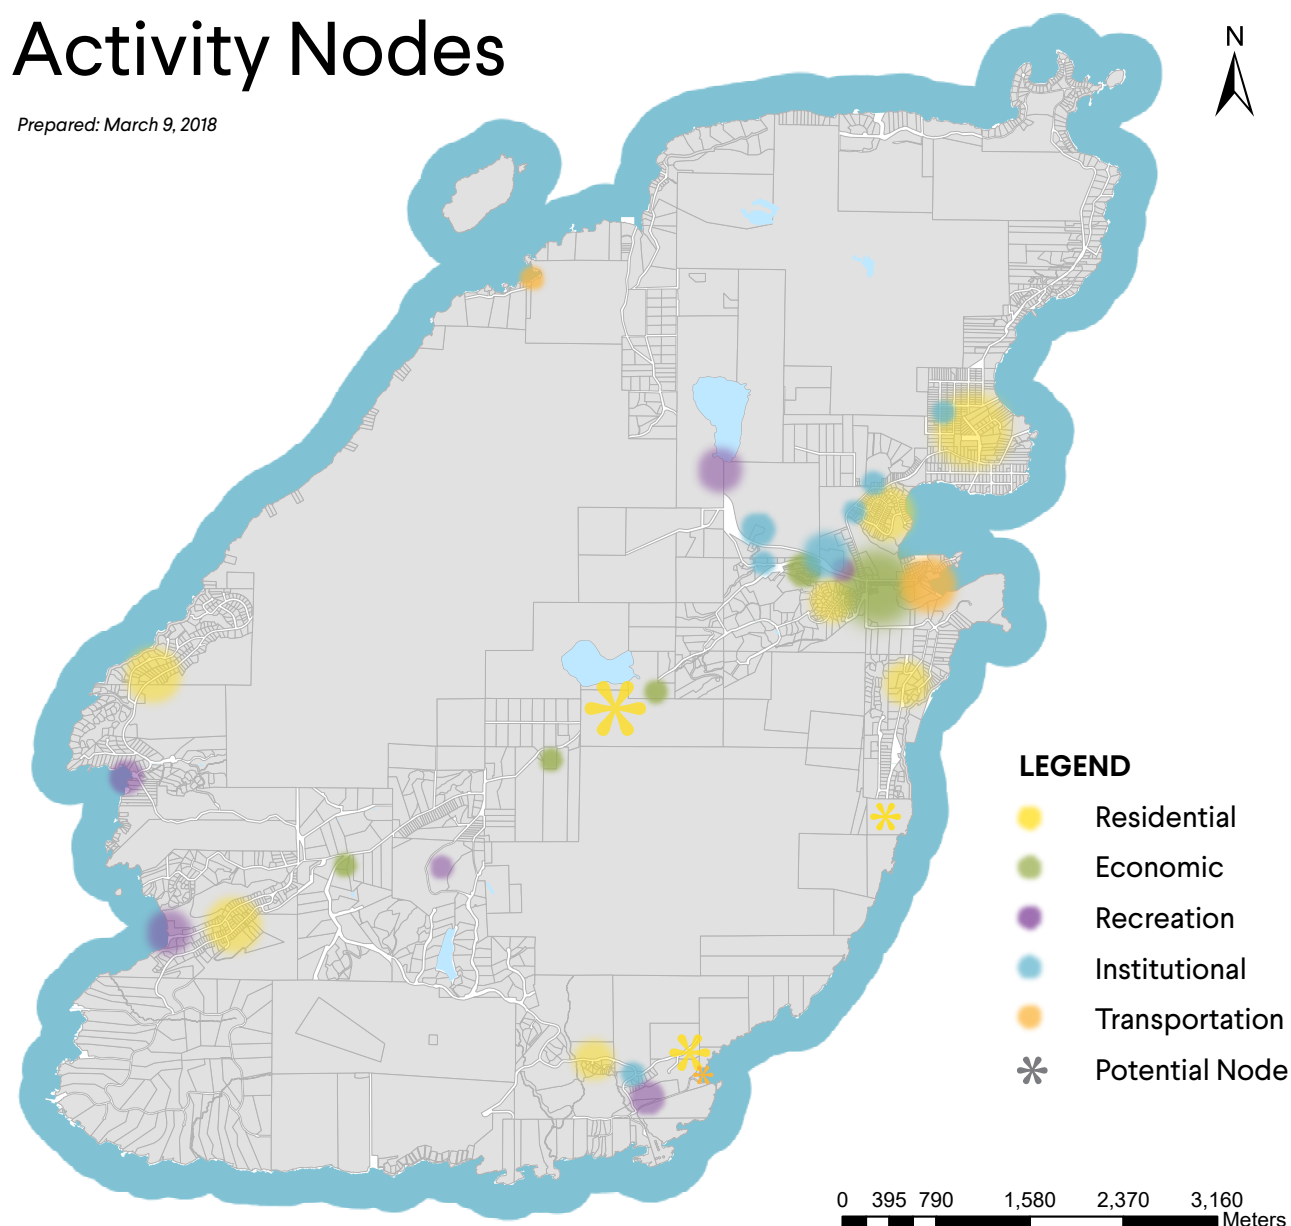 Activity Nodes
Prepared: March 9, 2018
N
LEGEND
Residential
Economic
Recreation
Institutional
Transportation
Potential Node
0 395 790 1,580 2,370 3,160
Meters